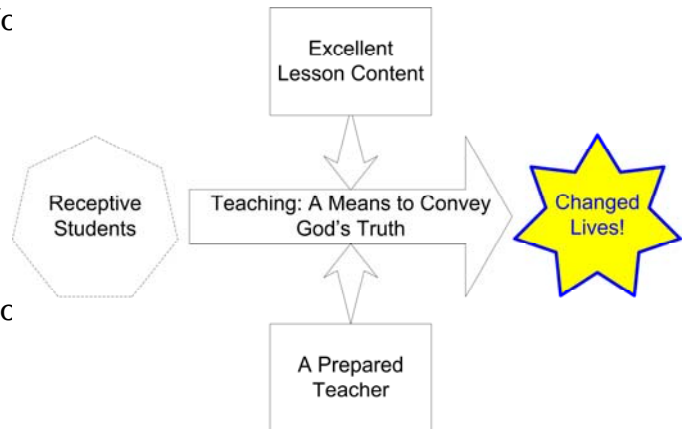 Excellent
Lesson Content
Receptive
Students
Teaching: A Means to Convey
God's Truth
Changed
Lives!
A Prepared
Teacher